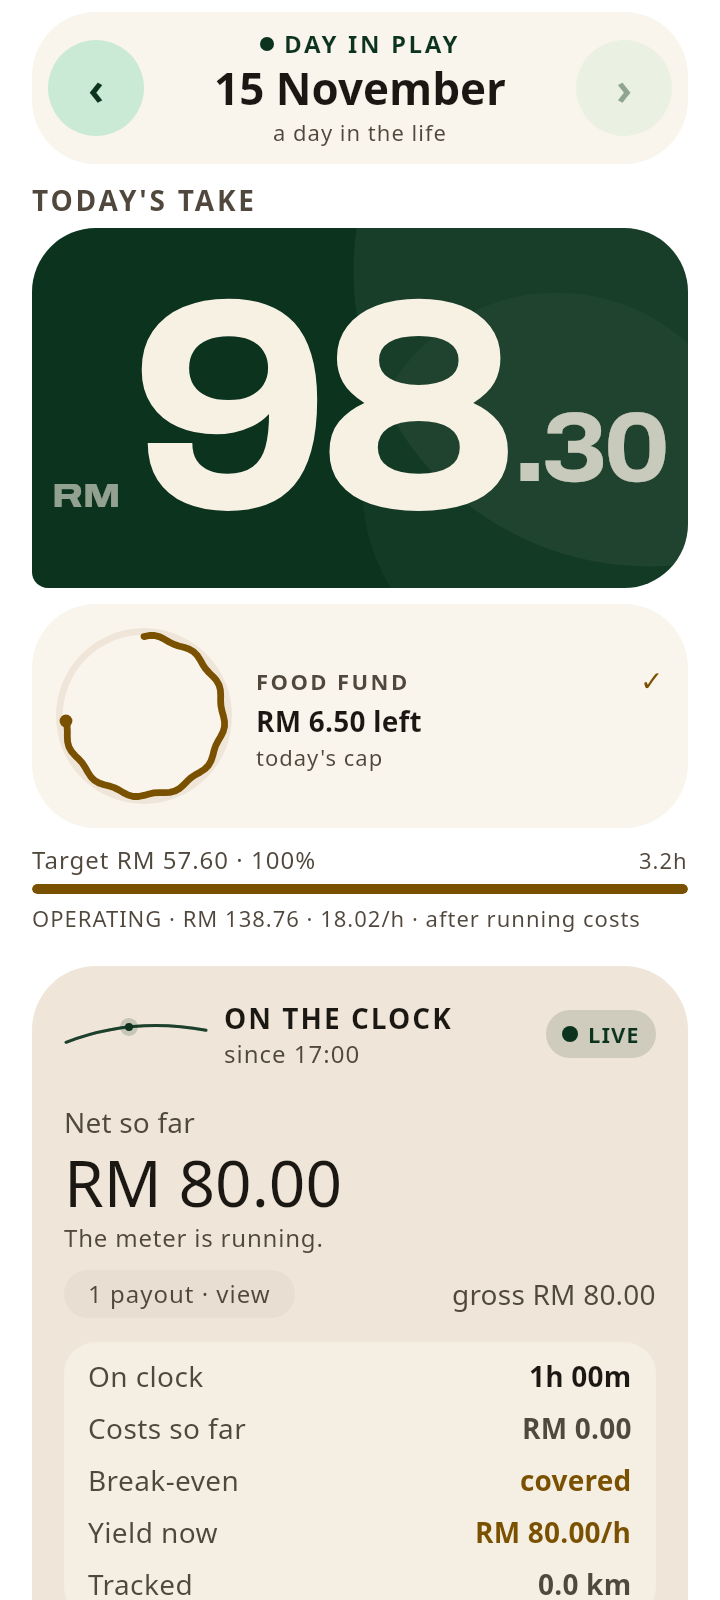 DAY IN PLAY
‹
15 November
›
a day in the life
TODAY'S TAKE
RM 98.30
FOOD FUND
✓
RM 6.50 left
today's cap
Target RM 57.60 · 100%
3.2h
OPERATING · RM 138.76 · 18.02/h · after running costs
ON THE CLOCK
since 17:00
LIVE
Net so far
RM 80.00
The meter is running.
1 payout · view
gross RM 80.00
On clock 1h 00m
Costs so far RM 0.00
Break-even covered
Yield now RM 80.00/h
Tracked 0.0 km